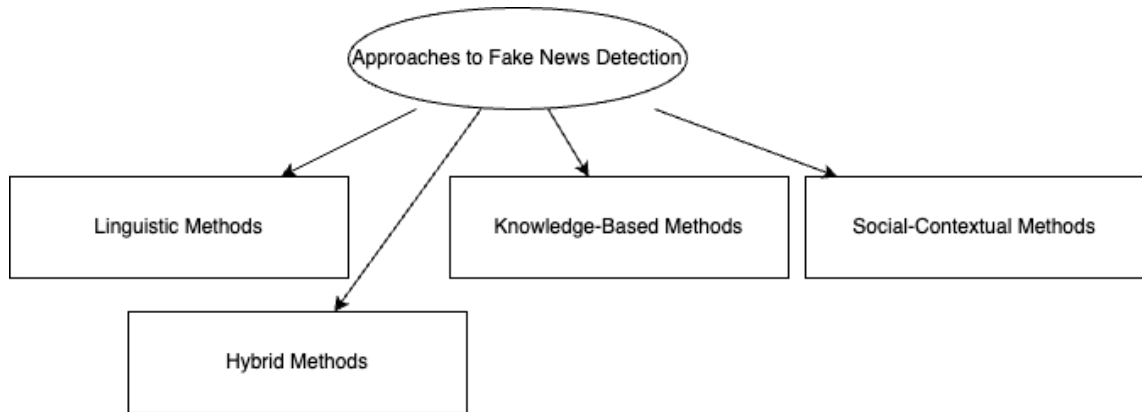 Approaches to Fake News Detection
Linguistic Methods
Knowledge-Based Methods
Social-Contextual Methods
Hybrid Methods